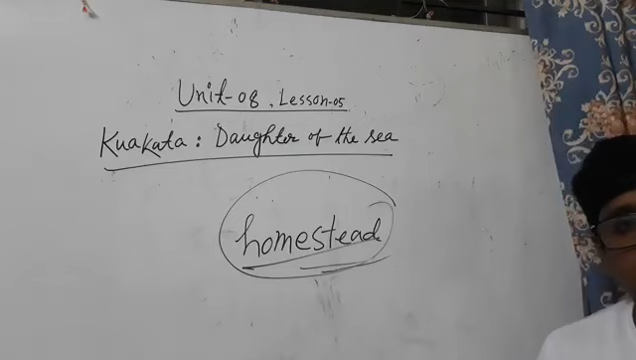 Unit-08, Lesson-05
Kuakata: Daughter of the sea
homestead